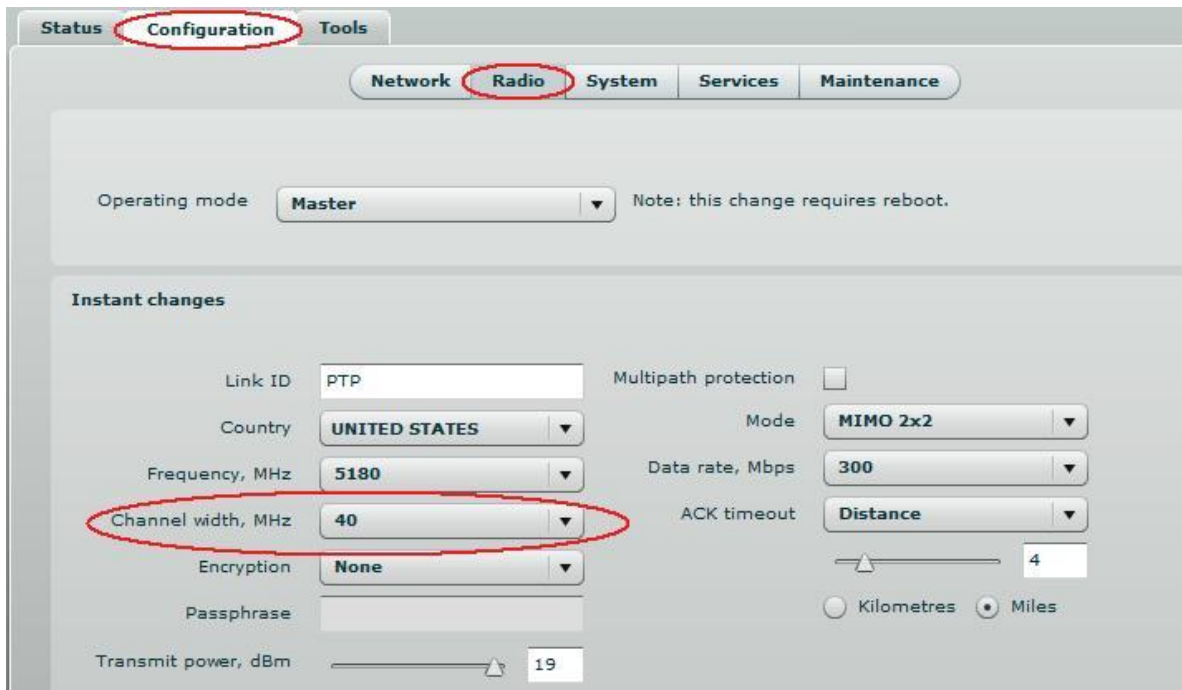 Status Configuration Tools
Network Radio System Services Maintenance
Operating mode Master Note: this change requires reboot.
Instant changes
Link ID PTP Multipath protection
Country UNITED STATES Mode MIMO 2x2
Frequency, MHz 5180 Data rate, Mbps 300
Channel width, MHz 40 ACK timeout Distance
Encryption None 4
Passphrase Kilometres Miles
Transmit power, dBm 19